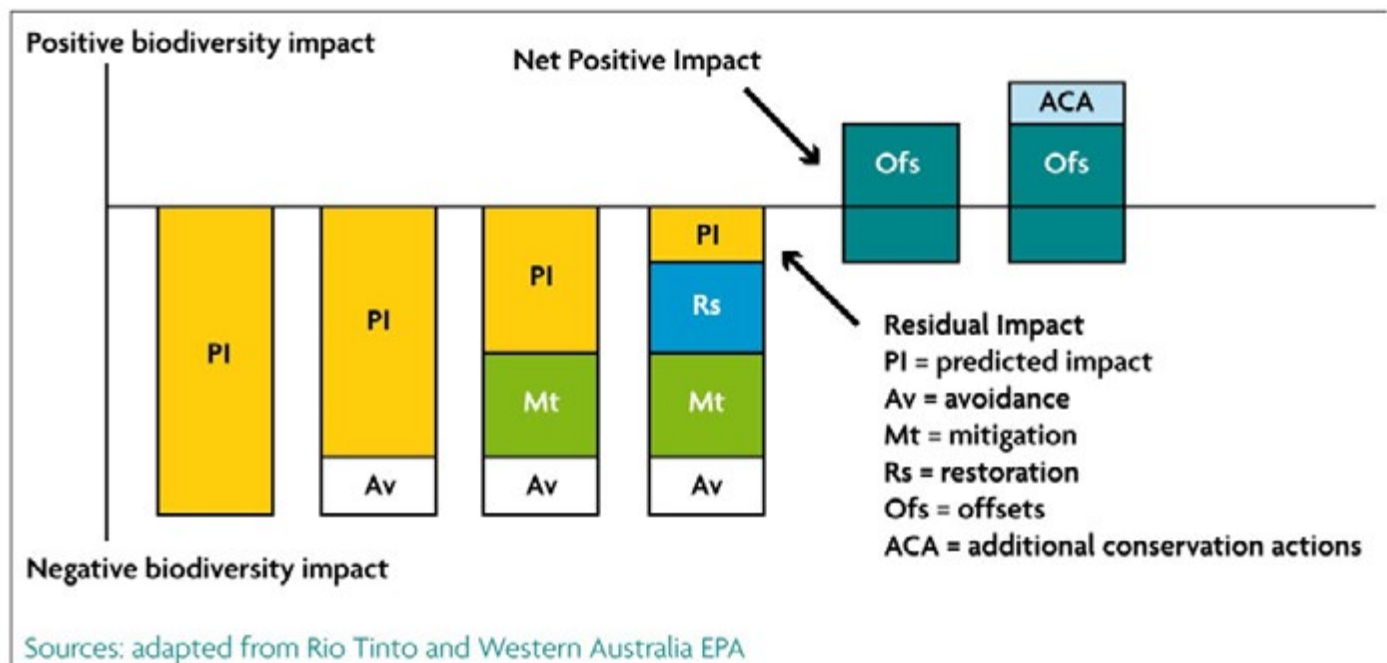 Positive biodiversity impact
Net Positive Impact
ACA
Ofs
Ofs
PI
PI
PI
PI
Rs
Mt
Mt
Av
Av
Av
Residual Impact
PI = predicted impact
Av = avoidance
Mt = mitigation
Rs = restoration
Ofs = offsets
ACA = additional conservation actions
Negative biodiversity impact
Sources: adapted from Rio Tinto and Western Australia EPA